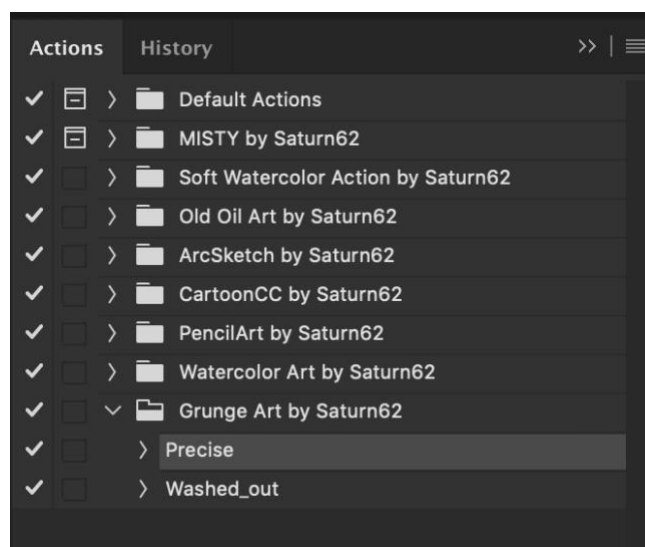 Actions History
Default Actions
MISTY by Saturn62
Soft Watercolor Action by Saturn62
Old Oil Art by Saturn62
ArcSketch by Saturn62
CartoonCC by Saturn62
PencilArt by Saturn62
Watercolor Art by Saturn62
Grunge Art by Saturn62
Precise
Washed_out